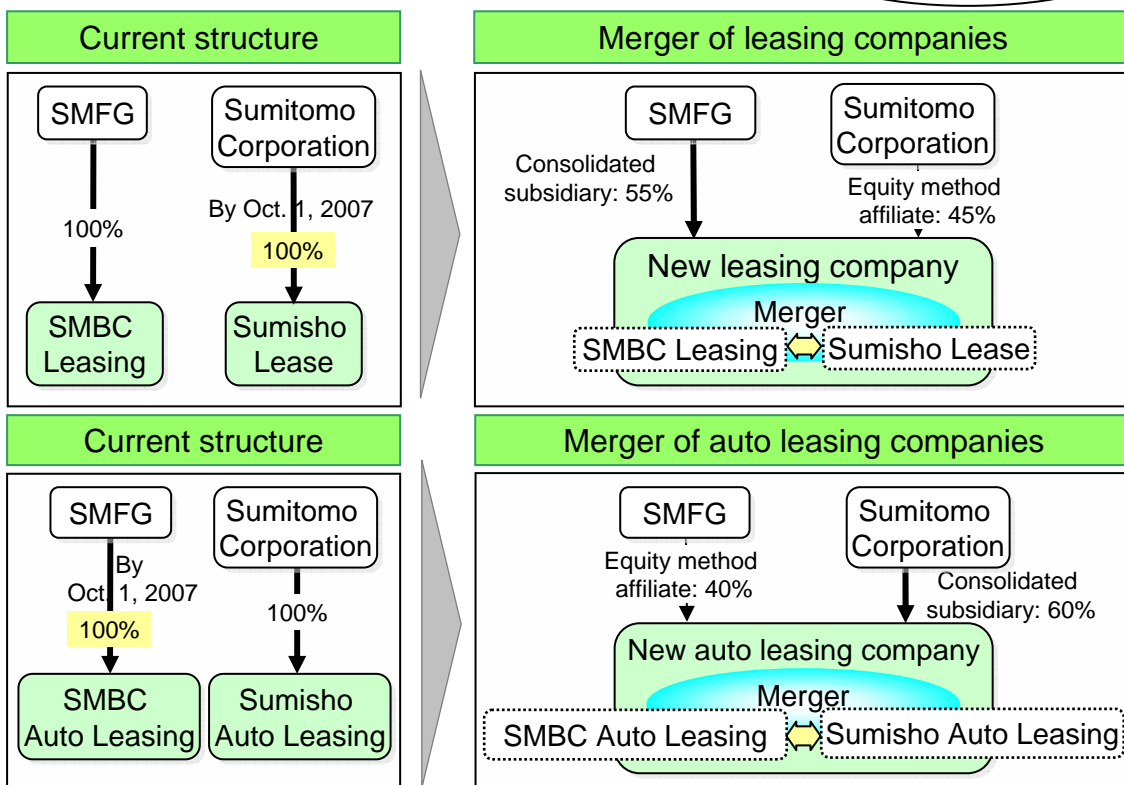 Current structure
SMFG
Sumitomo
Corporation
By Oct. 1, 2007
100%
100%
SMBC
Leasing
Sumisho
Lease
Merger of leasing companies
SMFG
Sumitomo
Corporation
Consolidated
subsidiary: 55%
Equity method
affiliate: 45%
New leasing company
Merger
SMBC Leasing
Sumisho Lease
Current structure
SMFG
Sumitomo
Corporation
By
Oct. 1, 2007
100%
100%
SMBC
Auto Leasing
Sumisho
Auto Leasing
Merger of auto leasing companies
SMFG
Sumitomo
Corporation
Equity method
affiliate: 40%
Consolidated
subsidiary: 60%
New auto leasing company
Merger
SMBC Auto Leasing
Sumisho Auto Leasing